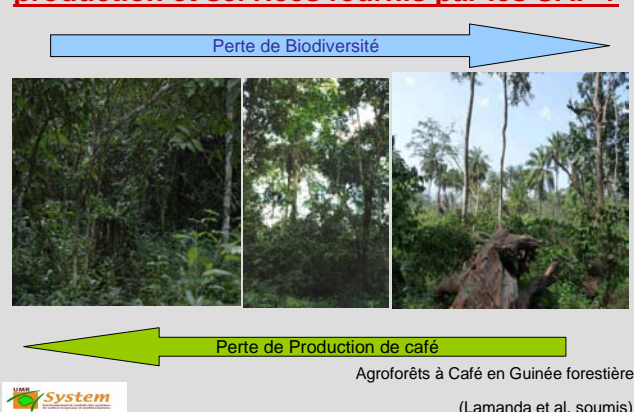 production et services fournis par les SAF ?
Perte de Biodiversité
Perte de Production de café
Agroforêts à Café en Guinée forestière
(Lamanda et al. soumis)
UMR
System